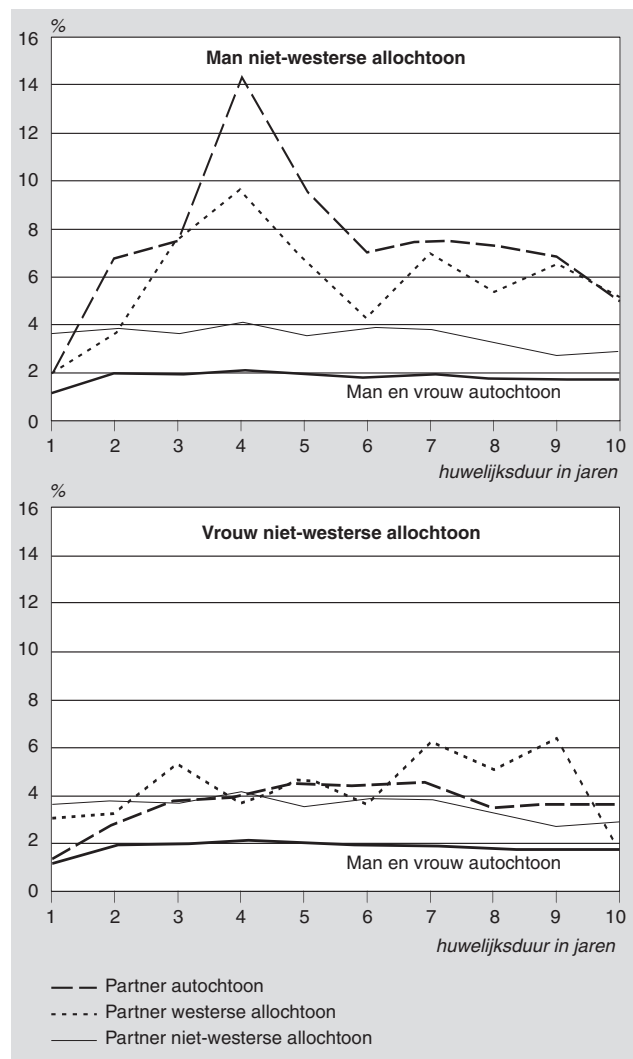 %
16
Man niet-westerse allochtoon
14
12
10
8
6
4
2
Man en vrouw autochtoon
0
1 2 3 4 5 6 7 8 9 10
huwelijksduur in jaren
%
16
Vrouw niet-westerse allochtoon
14
12
10
8
6
4
2
Man en vrouw autochtoon
0
1 2 3 4 5 6 7 8 9 10
huwelijksduur in jaren
Partner autochtoon
Partner westerse allochtoon
Partner niet-westerse allochtoon